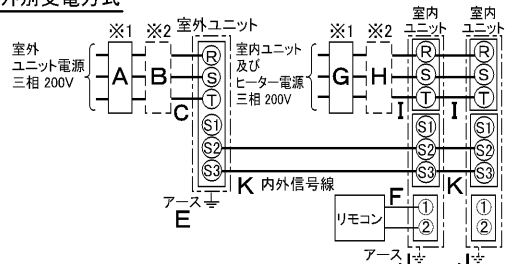 外別受電方式
※1 ※2 室外ユニット
室外
ユニット電源
三相 200V
A
B
C
R
S
T
S1
S2
S3
アース
E
※1 ※2
室内ユニット
及び
ヒーター電源
三相 200V
G
H
I
室内
ユニット
R
S
T
S1
S2
S3
①
②
I
室内
ユニット
R
S
T
S1
S2
S3
①
②
K 内外信号線
K
F
リモコン
アース J
J